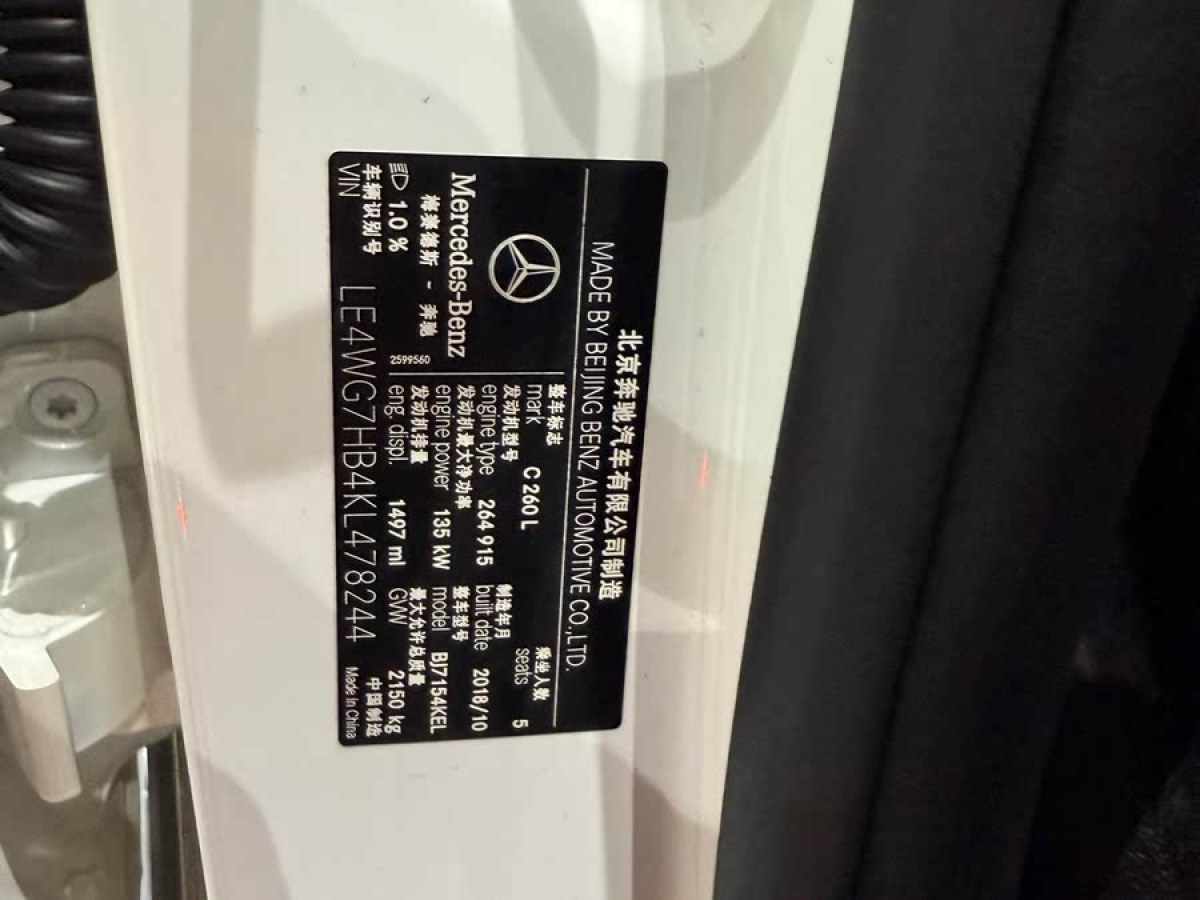 北京奔驰汽车有限公司制造
MADE BY BEIJING BENZ AUTOMOTIVE CO.,LTD.
Mercedes-Benz
梅赛德斯 - 奔驰
2599560
1.0 %
整车标志
mark C 260 L
乘坐人数
seats 5
发动机型号
engine type 264 915
制造年月
built date 2018/10
发动机最大净功率
engine power 135 kW
整车型号
model BJ7154KEL
发动机排量
eng. displ. 1497 ml
最大允许总质量
GVW 2150 kg
车辆识别号
VIN LE4WG7HB4KL478244
中国制造
Made in China